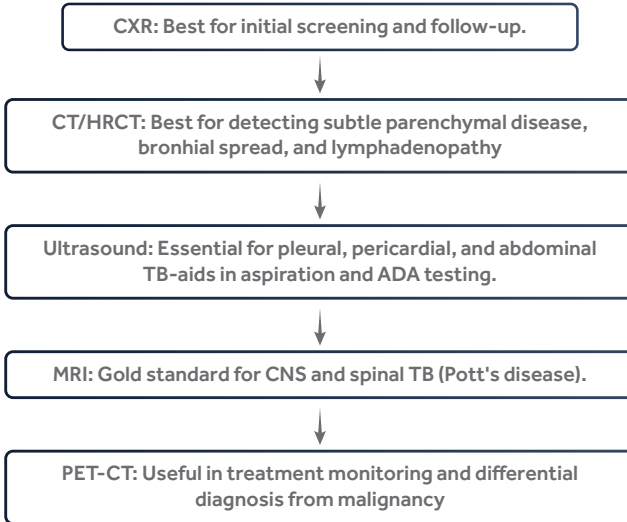 CXR: Best for initial screening and follow-up.
CT/HRCT: Best for detecting subtle parenchymal disease,
bronhial spread, and lymphadenopathy
Ultrasound: Essential for pleural, pericardial, and abdominal
TB-aids in aspiration and ADA testing.
MRI: Gold standard for CNS and spinal TB (Pott's disease).
PET-CT: Useful in treatment monitoring and differential
diagnosis from malignancy